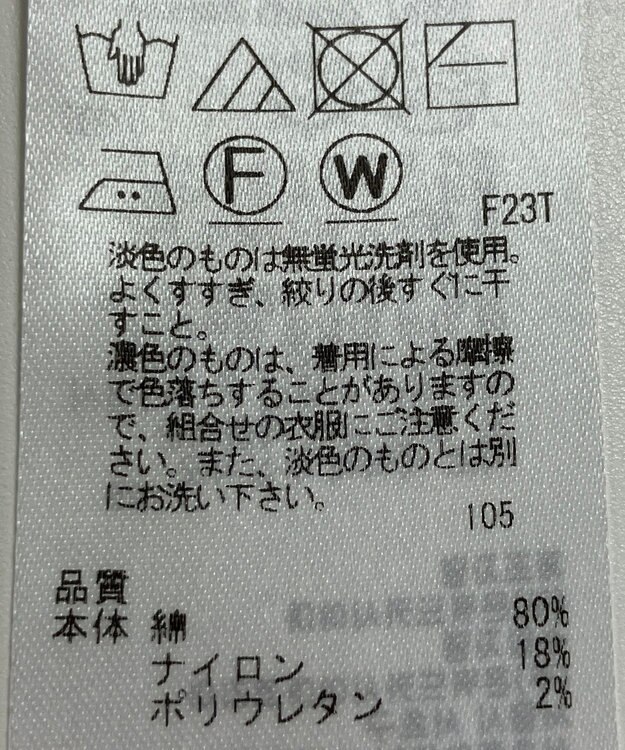 F W
F23T
淡色のものは無蛍光洗剤を使用。
よくすすぎ、絞りの後すぐに干
すこと。
濃色のものは、着用による摩擦
で色落ちすることがありますの
で、組合せの衣服にご注意くだ
さい。また、淡色のものとは別
にお洗い下さい。
105
品質
本体 綿 80%
ナイロン 18%
ポリウレタン 2%